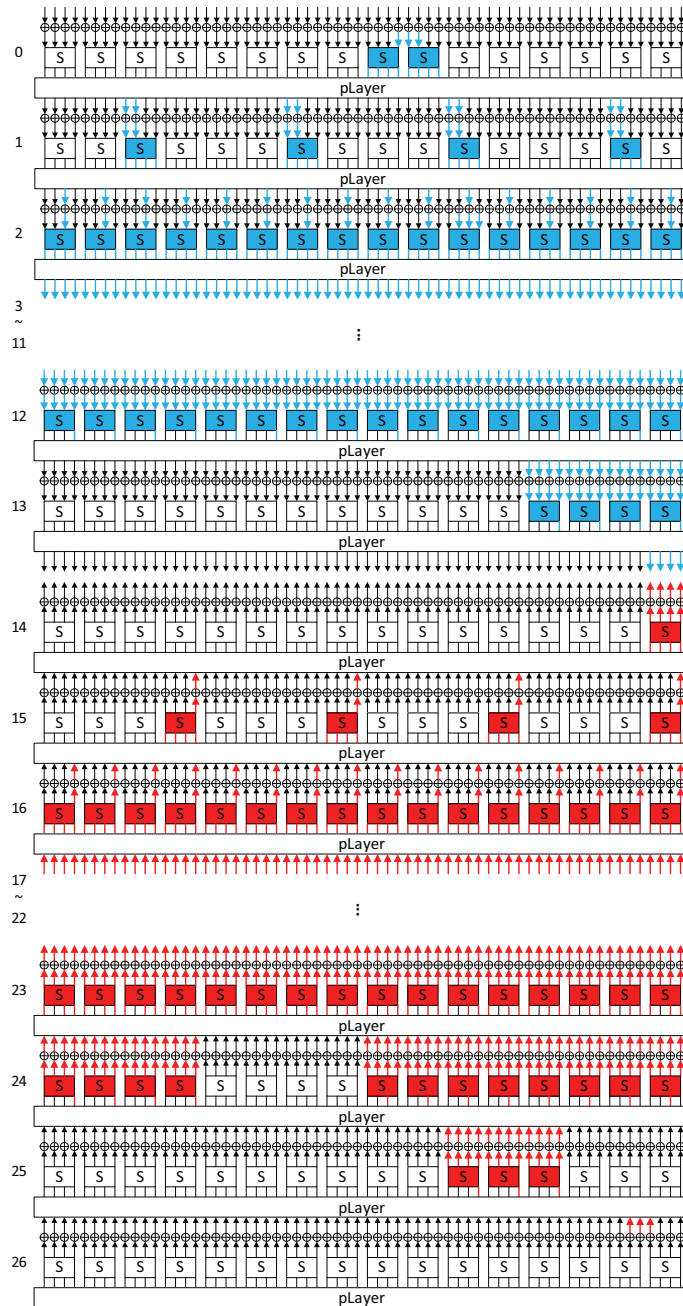 0 S S S S S S S S S S S S S S S S
pLayer
1 S S S S S S S S S S S S S S S S
pLayer
2 S S S S S S S S S S S S S S S S
pLayer
3
~
11
⋮
12 S S S S S S S S S S S S S S S S
pLayer
13 S S S S S S S S S S S S S S S S
pLayer
14 S S S S S S S S S S S S S S S S
pLayer
15 S S S S S S S S S S S S S S S S
pLayer
16 S S S S S S S S S S S S S S S S
pLayer
17
~
22
⋮
23 S S S S S S S S S S S S S S S S
pLayer
24 S S S S S S S S S S S S S S S S
pLayer
25 S S S S S S S S S S S S S S S S
pLayer
26 S S S S S S S S S S S S S S S S
pLayer